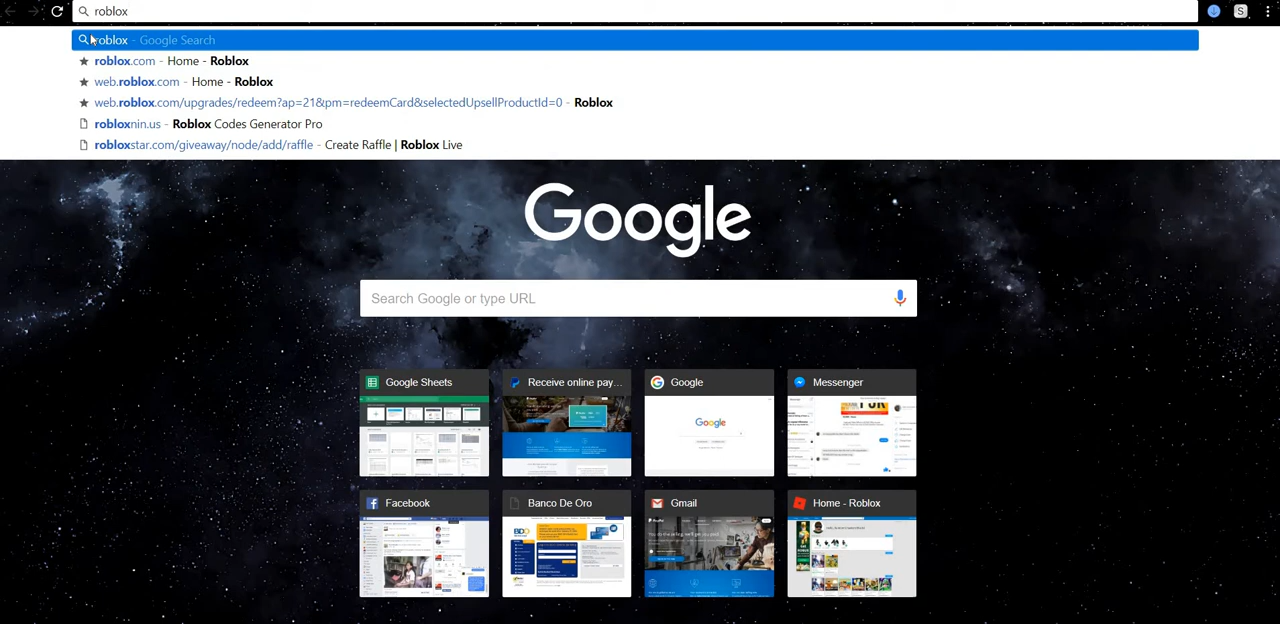 roblox
S
roblox - Google Search
roblox.com - Home - Roblox
web.roblox.com - Home - Roblox
web.roblox.com/upgrades/redeem?ap=21&pm=redeemCard&selectedUpsellProductId=0 - Roblox
robloxnin.us - Roblox Codes Generator Pro
robloxstar.com/giveaway/node/add/raffle - Create Raffle | Roblox Live
Google
Search Google or type URL
Google Sheets
Receive online pay...
Google
Messenger
Google
Facebook
Banco De Oro
Gmail
Home - Roblox
BDO